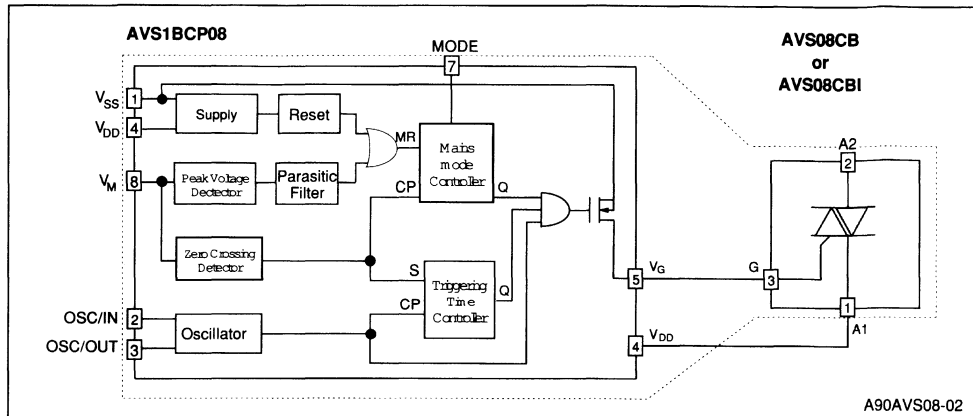 AVS1BCP08
MODE
7
AVS08CB
or
AVS08CBI
VSS
1
Supply
Reset
VDD
4
MR
Mains
mode
Controller
A2
2
VM
8
Peak Voltage
Dectector
Parasitic
Filter
CP
Q
Zero Crossing
Detector
S
Triggering
Time
Controller
Q
CP
5
VG
G
3
OSC/IN
2
Oscillator
OSC/OUT
3
4
VDD
1
A1
A90AVS08-02